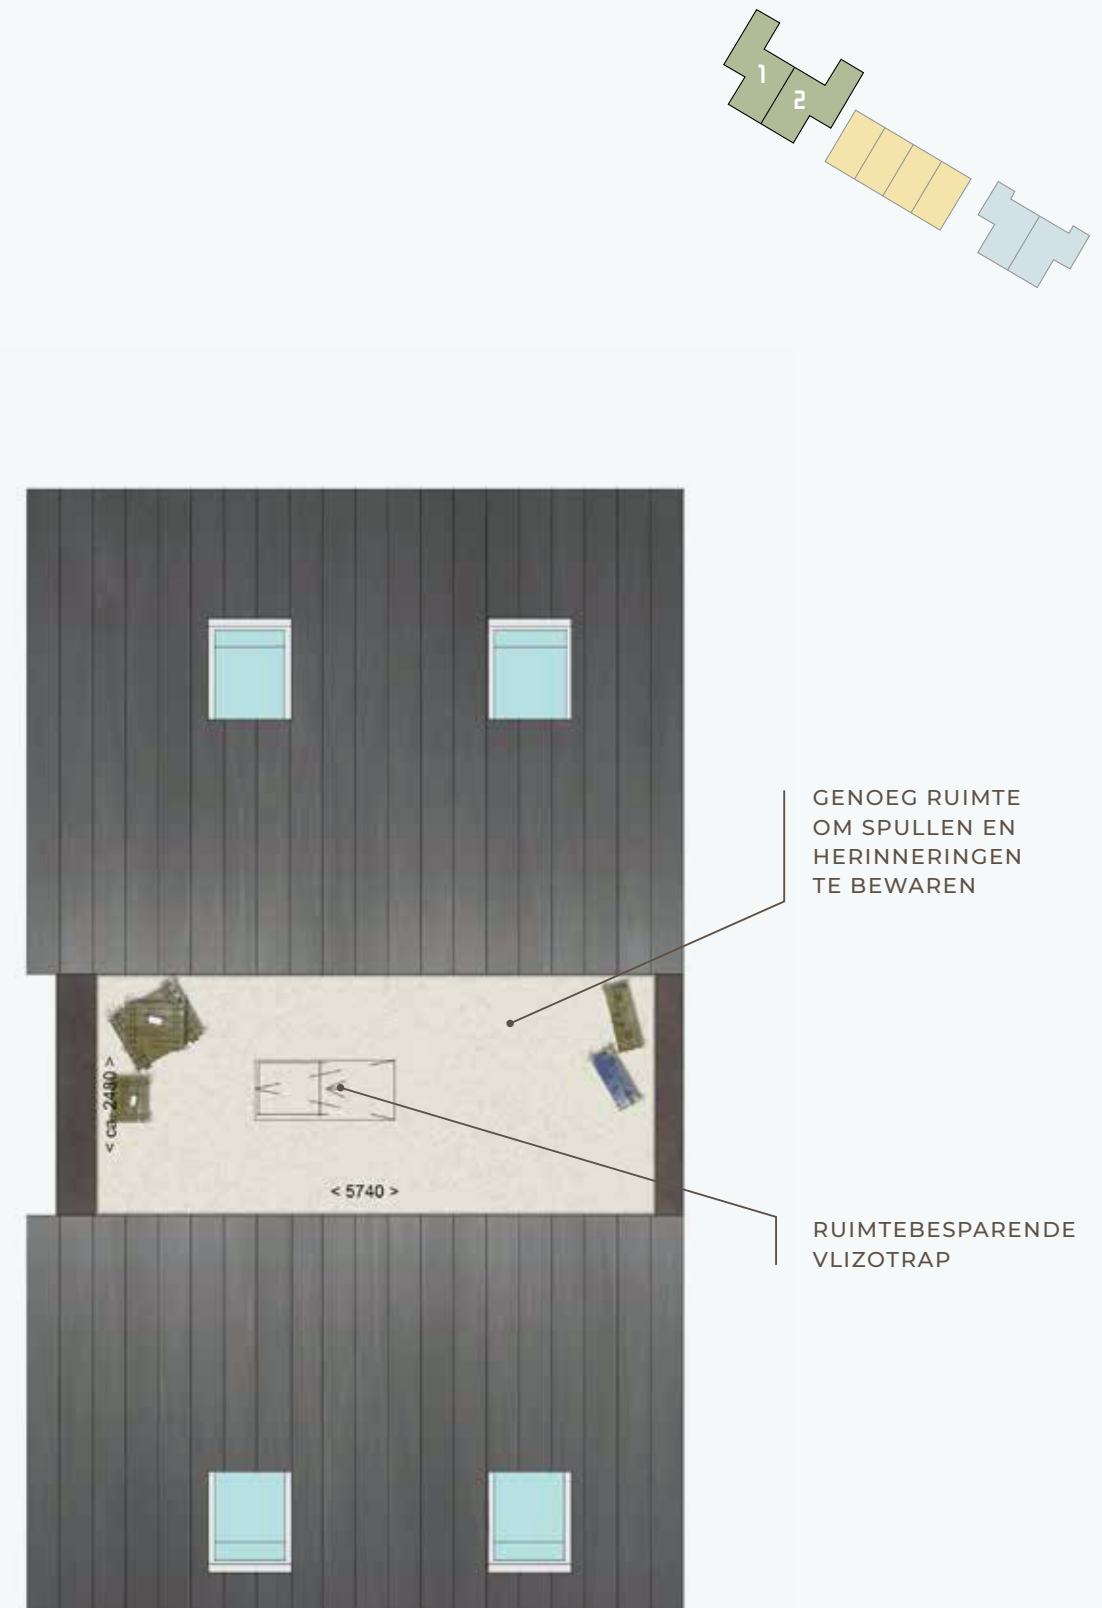 1
2
GENOEG RUIMTE
OM SPULLEN EN
HERINNERINGEN
TE BEWAREN
< ca. 2480 >
< 5740 >
RUIMTEBESPARENDE
VLIZOTRAP